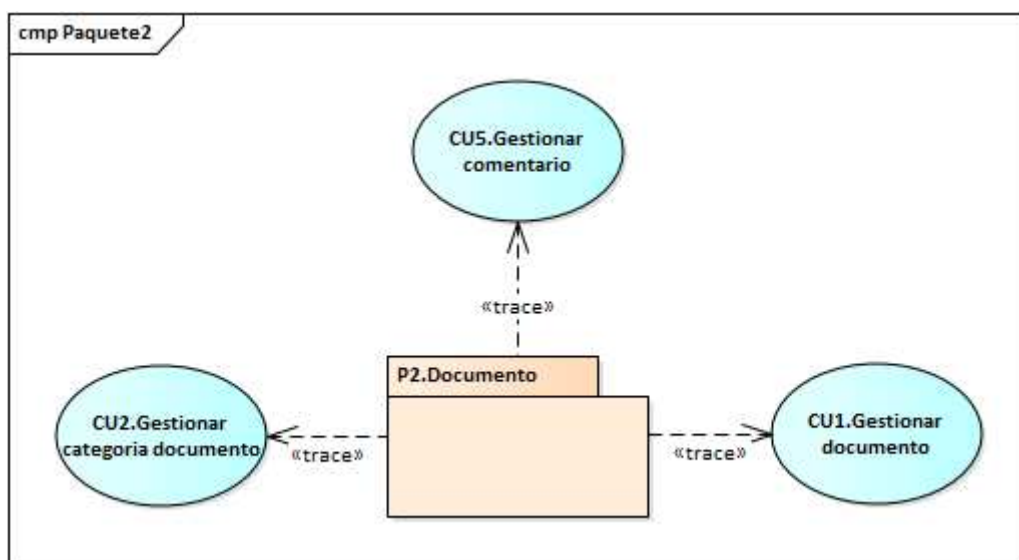 cmp Paquete2
CU5.Gestionar
comentario
«trace»
P2.Documento
CU2.Gestionar
categoria documento
«trace»
«trace»
CU1.Gestionar
documento